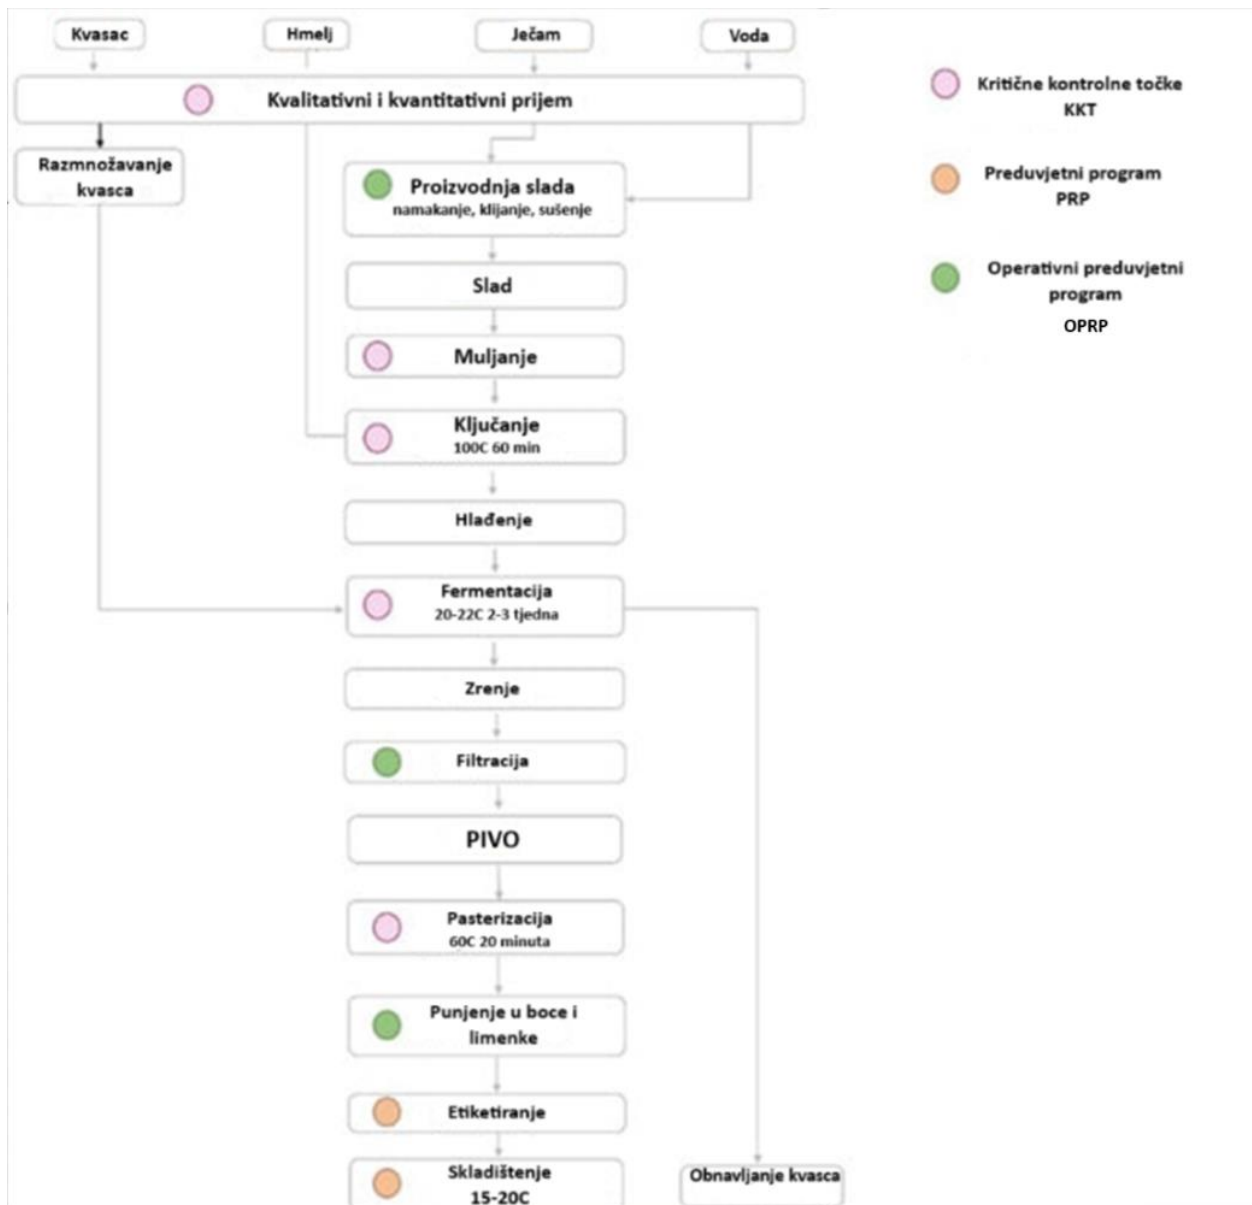 Kvasac
Hmelj
Ječam
Voda
Kvalitativni i kvantitativni prijem
Razmnožavanje
kvasca
Proizvodnja slada
namakanje, klijanje, sušenje
Slad
Muljanje
Ključanje
100C 60 min
Hlađenje
Fermentacija
20-22C 2-3 tjedna
Zrenje
Filtracija
PIVO
Pasterizacija
60C 20 minuta
Punjenje u boce i
limenke
Etiketiranje
Skladištenje
15-20C
Obnavljanje kvasca
Kritične kontrolne točke
KKT
Preduvjetni program
PRP
Operativni preduvjetni
program
OPRP